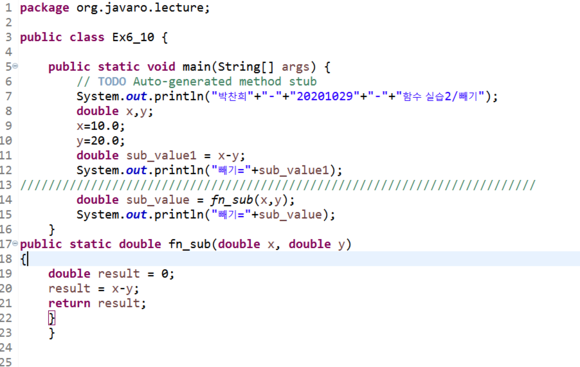 1 package org.javaro.lecture;
2
3 public class Ex6_10 {
4
5 public static void main(String[] args) {
6 // TODO Auto-generated method stub
7 System.out.println("박찬희"+"-"+"20201029"+"-"+"함수 실습2/빼기");
8 double x,y;
9 x=10.0;
10 y=20.0;
11 double sub_value1 = x-y;
12 System.out.println("빼기="+sub_value1);
13 /////////////////////////////////////////////////////////////////////////
14 double sub_value = fn_sub(x,y);
15 System.out.println("빼기="+sub_value);
16 }
17 public static double fn_sub(double x, double y)
18 {
19 double result = 0;
20 result = x-y;
21 return result;
22 }
23 }
24
25